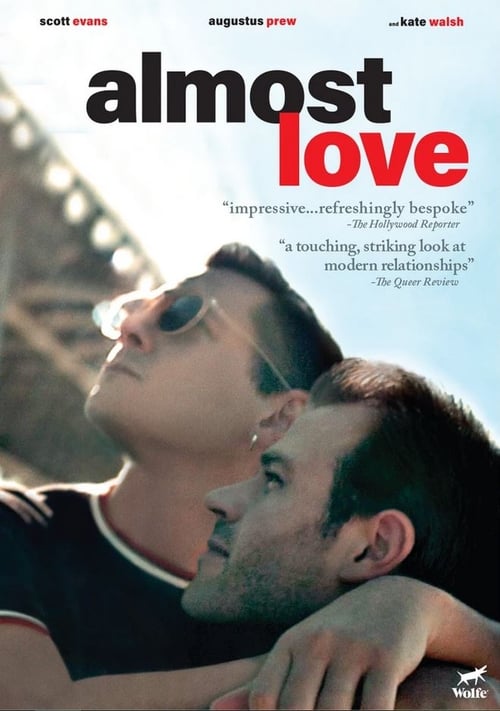 scott evans augustus prew and kate walsh
almost
love
“impressive...refreshingly bespoke”
-The Hollywood Reporter
“a touching, striking look at
modern relationships”
-The Queer Review
Wolfe